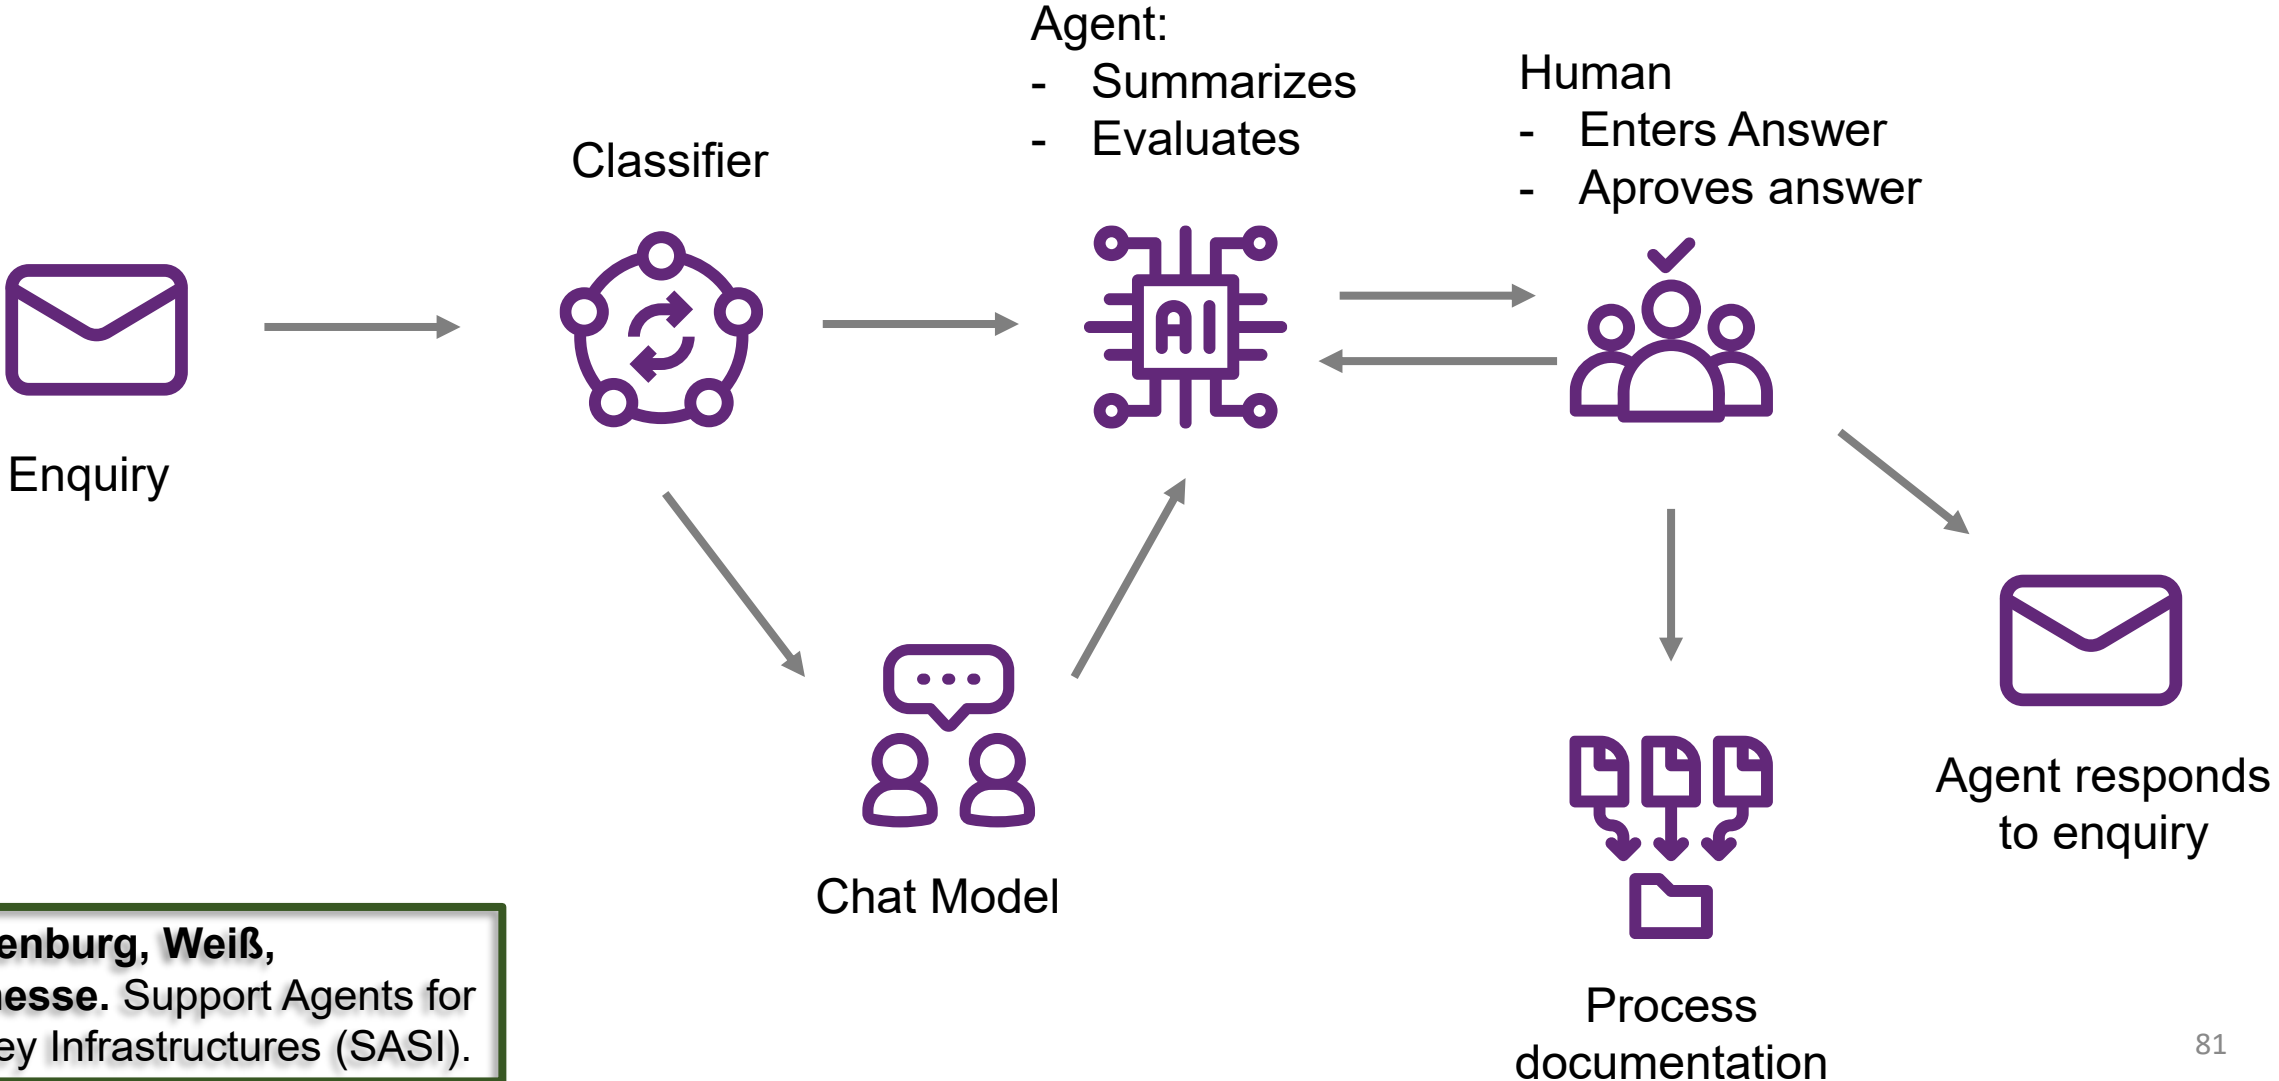 Agent:
- Summarizes
- Evaluates
Human
- Enters Answer
- Aproves answer
Classifier
AI
Enquiry
Chat Model
Agent responds
to enquiry
Process
documentation
enburg, Weiß,
esse. Support Agents for
ey Infrastructures (SASI).
81